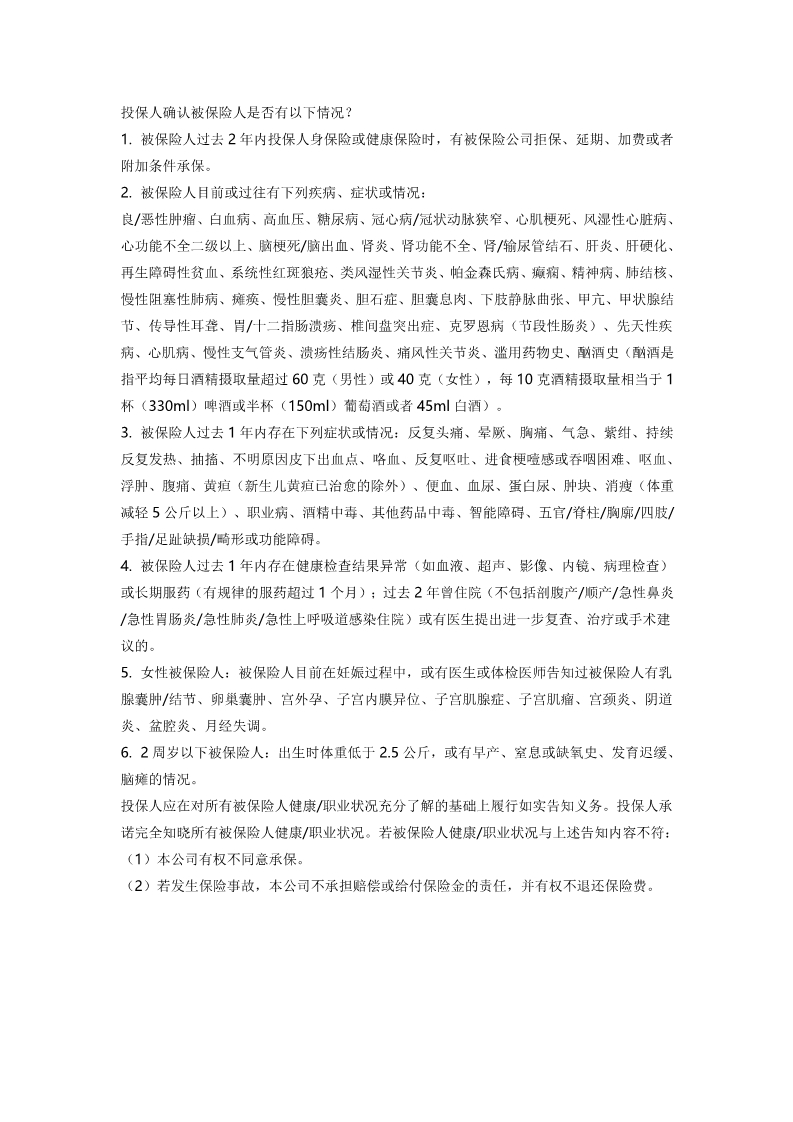 投保人确认被保险人是否有以下情况？
1. 被保险人过去 2 年内投保人身保险或健康保险时，有被保险公司拒保、延期、加费或者
附加条件承保。
2. 被保险人目前或过往有下列疾病、症状或情况：
良/恶性肿瘤、白血病、高血压、糖尿病、冠心病/冠状动脉狭窄、心肌梗死、风湿性心脏病、
心功能不全二级以上、脑梗死/脑出血、肾炎、肾功能不全、肾/输尿管结石、肝炎、肝硬化、
再生障碍性贫血、系统性红斑狼疮、类风湿性关节炎、帕金森氏病、癫痫、精神病、肺结核、
慢性阻塞性肺病、瘫痪、慢性胆囊炎、胆石症、胆囊息肉、下肢静脉曲张、甲亢、甲状腺结
节、传导性耳聋、胃/十二指肠溃疡、椎间盘突出症、克罗恩病（节段性肠炎）、先天性疾
病、心肌病、慢性支气管炎、溃疡性结肠炎、痛风性关节炎、滥用药物史、酗酒史（酗酒是
指平均每日酒精摄取量超过 60 克（男性）或 40 克（女性），每 10 克酒精摄取量相当于 1
杯（330ml）啤酒或半杯（150ml）葡萄酒或者 45ml 白酒）。
3. 被保险人过去 1 年内存在下列症状或情况：反复头痛、晕厥、胸痛、气急、紫绀、持续
反复发热、抽搐、不明原因皮下出血点、咯血、反复呕吐、进食梗噎感或吞咽困难、呕血、
浮肿、腹痛、黄疸（新生儿黄疸已治愈的除外）、便血、血尿、蛋白尿、肿块、消瘦（体重
减轻 5 公斤以上）、职业病、酒精中毒、其他药品中毒、智能障碍、五官/脊柱/胸廓/四肢/
手指/足趾缺损/畸形或功能障碍。
4. 被保险人过去 1 年内存在健康检查结果异常（如血液、超声、影像、内镜、病理检查）
或长期服药（有规律的服药超过 1 个月）；过去 2 年曾住院（不包括剖腹产/顺产/急性鼻炎
/急性胃肠炎/急性肺炎/急性上呼吸道感染住院）或有医生提出进一步复查、治疗或手术建
议的。
5. 女性被保险人：被保险人目前在妊娠过程中，或有医生或体检医师告知过被保险人有乳
腺囊肿/结节、卵巢囊肿、宫外孕、子宫内膜异位、子宫肌腺症、子宫肌瘤、宫颈炎、阴道
炎、盆腔炎、月经失调。
6. 2 周岁以下被保险人：出生时体重低于 2.5 公斤，或有早产、窒息或缺氧史、发育迟缓、
脑瘫的情况。
投保人应在对所有被保险人健康/职业状况充分了解的基础上履行如实告知义务。投保人承
诺完全知晓所有被保险人健康/职业状况。若被保险人健康/职业状况与上述告知内容不符：
（1）本公司有权不同意承保。
（2）若发生保险事故，本公司不承担赔偿或给付保险金的责任，并有权不退还保险费。